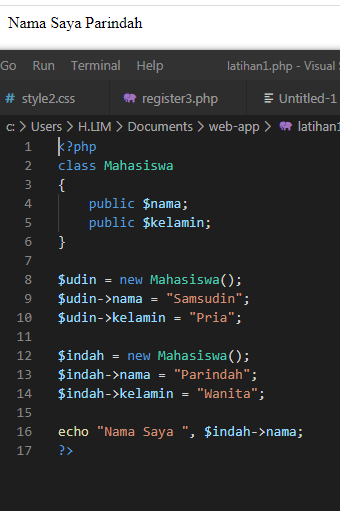 Nama Saya Parindah
Go Run Terminal Help latihan1.php - Visual S
# style2.css register3.php Untitled-1
c: > Users > H.LIM > Documents > web-app > latihan1
1 <?php
2 class Mahasiswa
3 {
4     public $nama;
5     public $kelamin;
6 }
7
8 $udin = new Mahasiswa();
9 $udin->nama = "Samsudin";
10 $udin->kelamin = "Pria";
11
12 $indah = new Mahasiswa();
13 $indah->nama = "Parindah";
14 $indah->kelamin = "Wanita";
15
16 echo "Nama Saya ", $indah->nama;
17 ?>